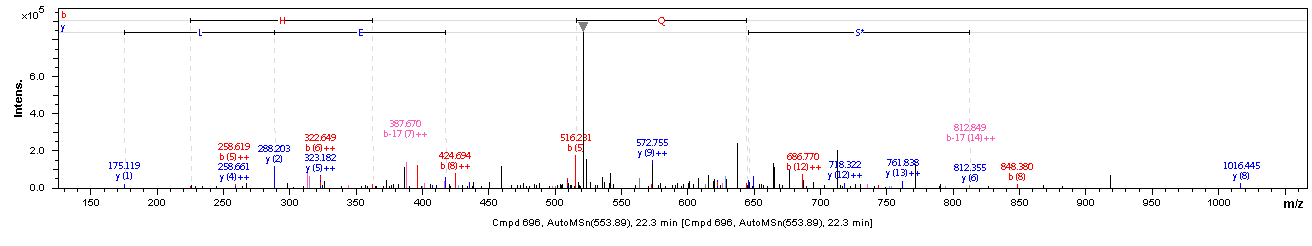 ×10⁵
b
y
H
Q
L
E
S*
Intens.
6.0
4.0
2.0
0.0
387.670
b-17 (7)++
812.849
b-17 (14)++
322.649
b (6)++
258.619
b (5)++
516.231
b (5)
288.203
y (2)
572.755
y (9)++
323.182
y (5)++
424.694
b (8)++
686.770
b (12)++
175.119
y (1)
258.661
y (4)++
718.322
y (12)++
761.838
y (13)++
812.355
y (6)
848.380
b (8)
1016.445
y (8)
150 200 250 300 350 400 450 500 550 600 650 700 750 800 850 900 950 1000 m/z
Cmpd 696, AutoMSn(553.89), 22.3 min [Cmpd 696, AutoMSn(553.89), 22.3 min]